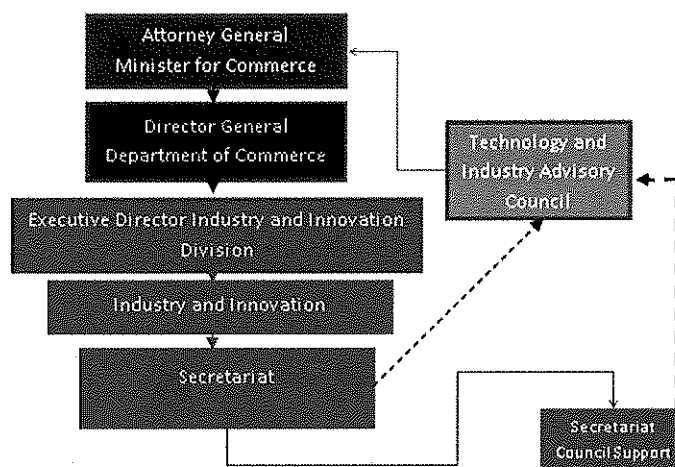 Attorney General
Minister for Commerce
Director General
Department of Commerce
Technology and
Industry Advisory
Council
Executive Director Industry and Innovation
Division
Industry and Innovation
Secretariat
Secretariat
Council Support